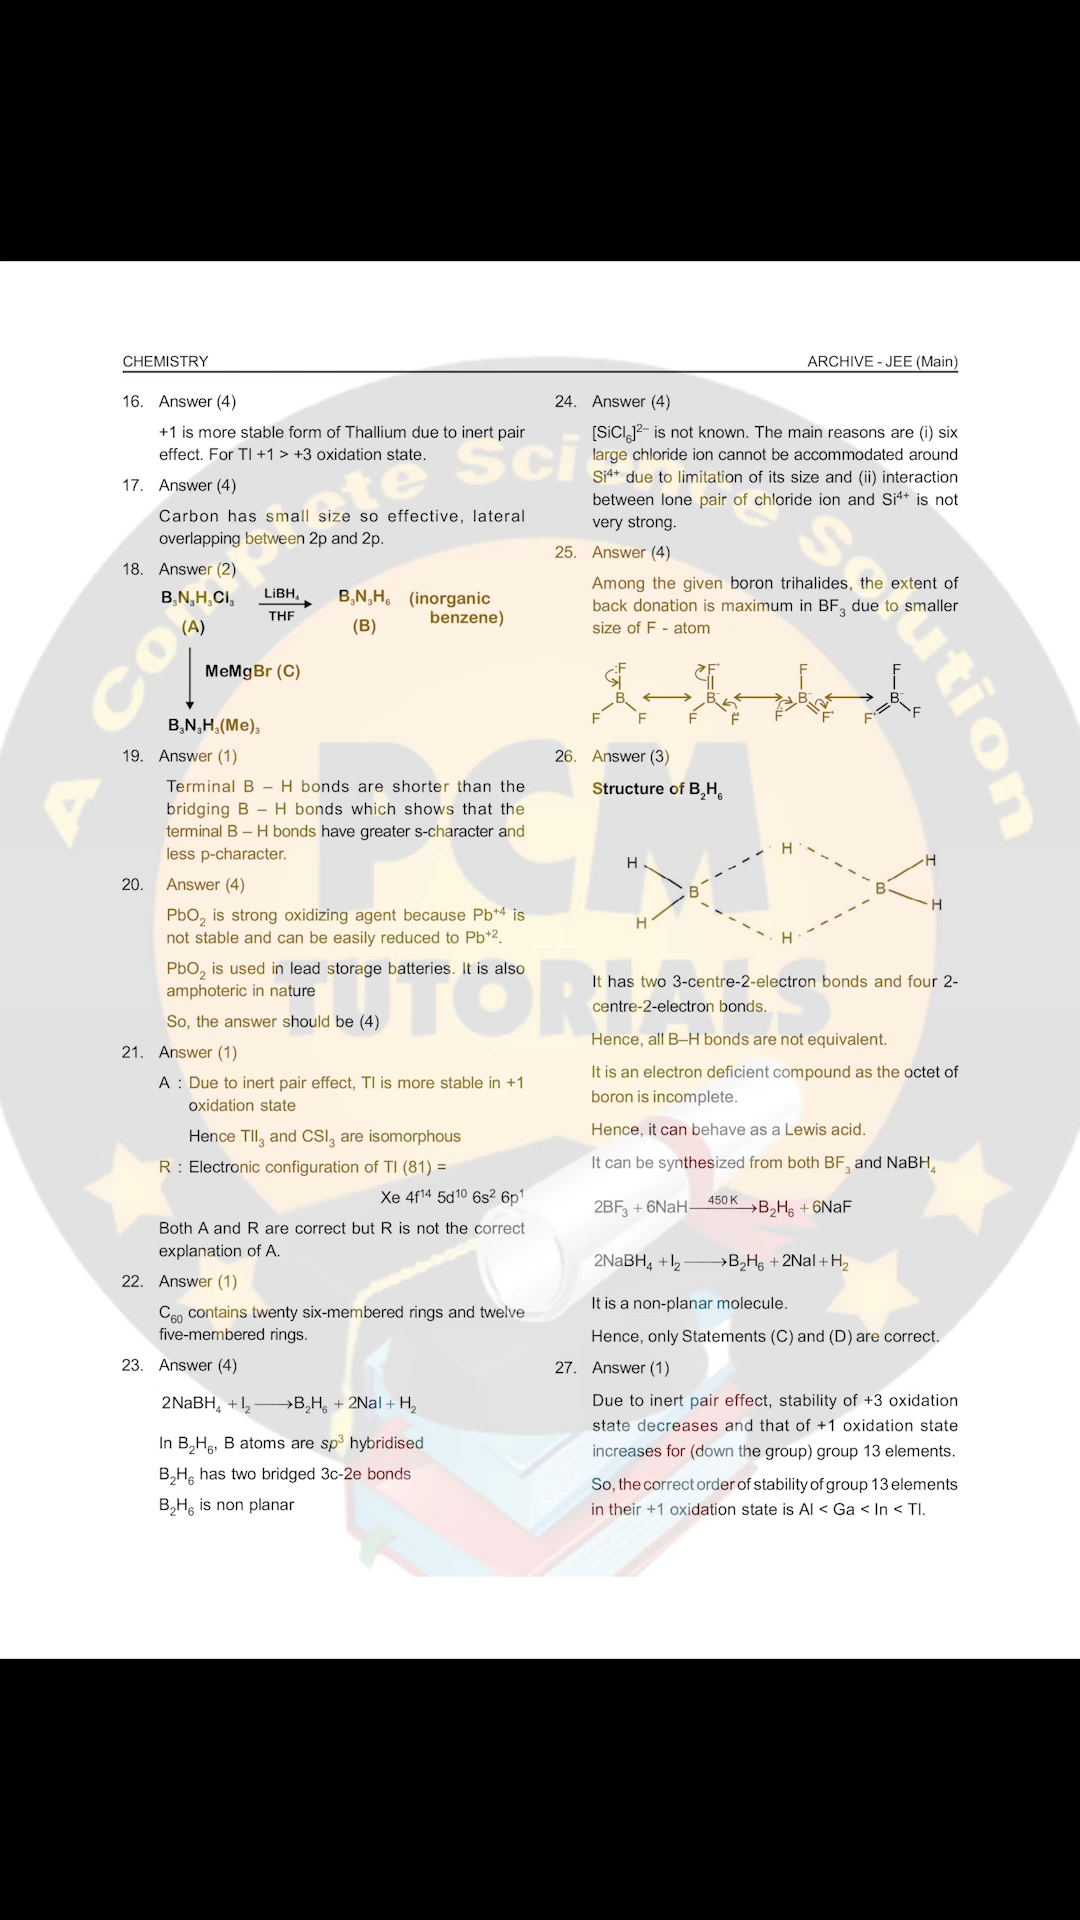 CHEMISTRY
ARCHIVE - JEE (Main)
16. Answer (4)
+1 is more stable form of Thallium due to inert pair
effect. For Tl +1 > +3 oxidation state.
17. Answer (4)
Carbon has small size so effective, lateral
overlapping between 2p and 2p.
18. Answer (2)
B₃N₃H₃Cl₃ LiBH₄ THF B₃N₃H₆ (inorganic
benzene)
(A) (B)
MeMgBr (C)
B₃N₃H₃(Me)₃
19. Answer (1)
Terminal B – H bonds are shorter than the
bridging B – H bonds which shows that the
terminal B – H bonds have greater s-character and
less p-character.
20. Answer (4)
PbO₂ is strong oxidizing agent because Pb⁺⁴ is
not stable and can be easily reduced to Pb⁺².
PbO₂ is used in lead storage batteries. It is also
amphoteric in nature
So, the answer should be (4)
21. Answer (1)
A : Due to inert pair effect, Tl is more stable in +1
oxidation state
Hence TlI₃ and CSI₃ are isomorphous
R : Electronic configuration of Tl (81) =
Xe 4f¹⁴ 5d¹⁰ 6s² 6p¹
Both A and R are correct but R is not the correct
explanation of A.
22. Answer (1)
C₆₀ contains twenty six-membered rings and twelve
five-membered rings.
23. Answer (4)
2NaBH₄ + I₂ ⟶ B₂H₆ + 2NaI + H₂
In B₂H₆, B atoms are sp³ hybridised
B₂H₆ has two bridged 3c-2e bonds
B₂H₆ is non planar
24. Answer (4)
[SiCl₆]²⁻ is not known. The main reasons are (i) six
large chloride ion cannot be accommodated around
Si⁴⁺ due to limitation of its size and (ii) interaction
between lone pair of chloride ion and Si⁴⁺ is not
very strong.
25. Answer (4)
Among the given boron trihalides, the extent of
back donation is maximum in BF₃ due to smaller
size of F - atom
F F⁺ F F
B B⁻ B⁻ B⁻
F F F F F F⁺ F⁺ F
26. Answer (3)
Structure of B₂H₆
H H H
B B
H H H
It has two 3-centre-2-electron bonds and four 2-
centre-2-electron bonds.
Hence, all B–H bonds are not equivalent.
It is an electron deficient compound as the octet of
boron is incomplete.
Hence, it can behave as a Lewis acid.
It can be synthesized from both BF₃ and NaBH₄
2BF₃ + 6NaH 450 K ⟶ B₂H₆ + 6NaF
2NaBH₄ + I₂ ⟶ B₂H₆ + 2NaI + H₂
It is a non-planar molecule.
Hence, only Statements (C) and (D) are correct.
27. Answer (1)
Due to inert pair effect, stability of +3 oxidation
state decreases and that of +1 oxidation state
increases for (down the group) group 13 elements.
So, the correct order of stability of group 13 elements
in their +1 oxidation state is Al < Ga < In < Tl.
A Complete Science Solution
PCM
TUTORIALS